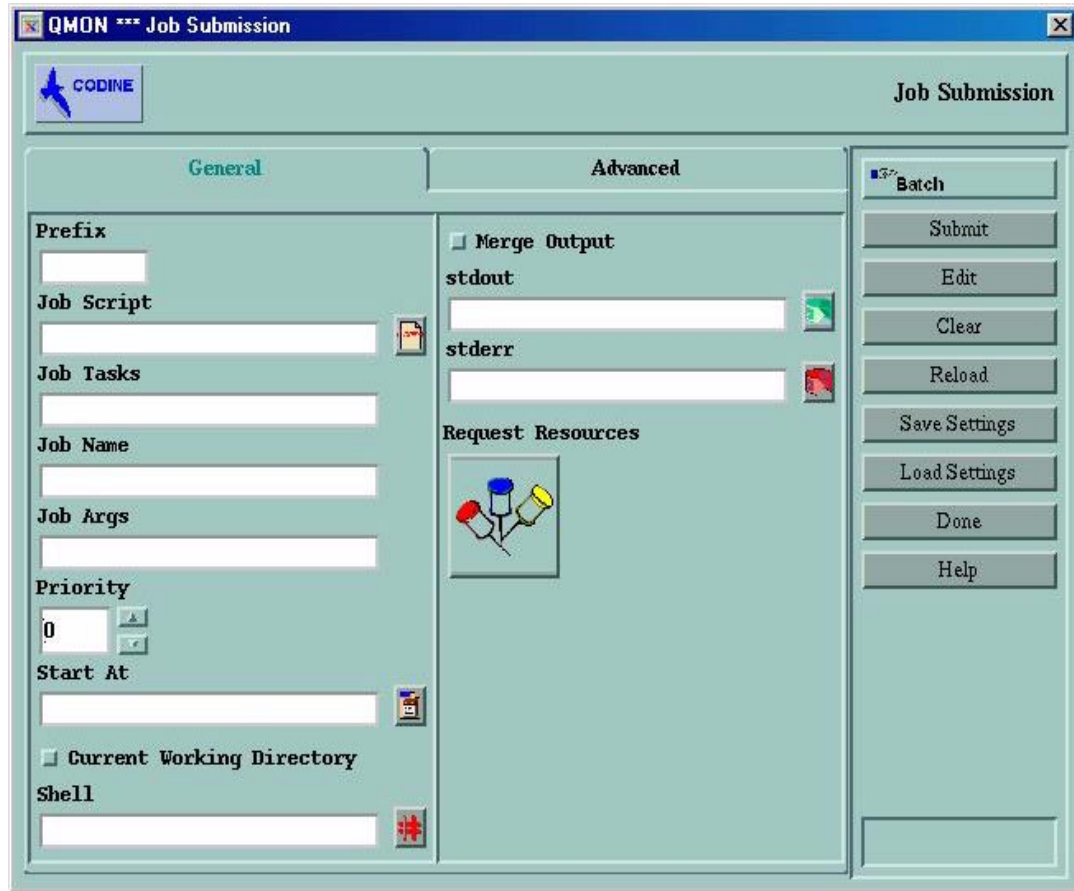 QMON *** Job Submission
CODINE
Job Submission
General
Advanced
Prefix
Job Script
Job Tasks
Job Name
Job Args
Priority
0
Start At
Current Working Directory
Shell
Merge Output
stdout
stderr
Request Resources
Batch
Submit
Edit
Clear
Reload
Save Settings
Load Settings
Done
Help